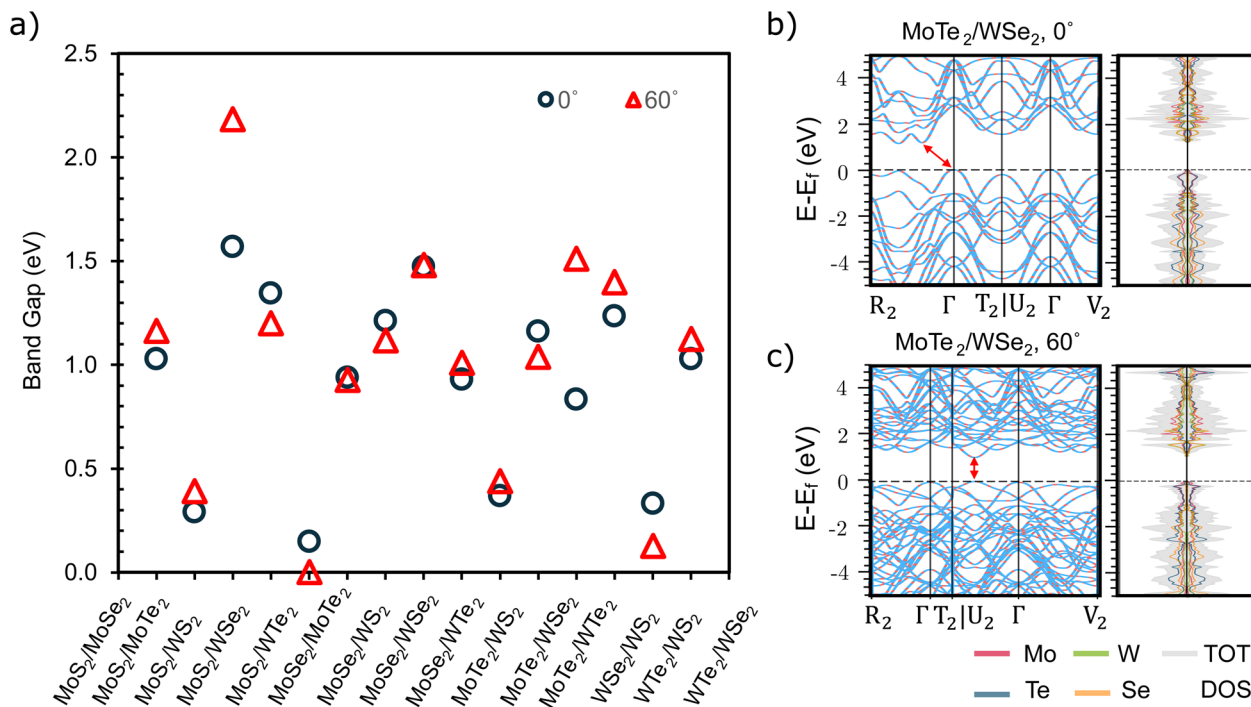 a)
2.5
2.0
1.5
1.0
0.5
0.0
Band Gap (eV)
0°
60°
MoS₂/MoSe₂
MoS₂/MoTe₂
MoS₂/WS₂
MoS₂/WSe₂
MoS₂/WTe₂
MoSe₂/MoTe₂
MoSe₂/WS₂
MoSe₂/WSe₂
MoSe₂/WTe₂
MoTe₂/WS₂
MoTe₂/WSe₂
MoTe₂/WTe₂
WSe₂/WS₂
WTe₂/WS₂
WTe₂/WSe₂
b)
MoTe₂/WSe₂, 0°
4
2
0
-2
-4
E-E_f (eV)
R₂ Γ T₂|U₂ Γ V₂
c)
MoTe₂/WSe₂, 60°
4
2
0
-2
-4
E-E_f (eV)
R₂ Γ T₂|U₂ Γ V₂
Mo W TOT
Te Se DOS